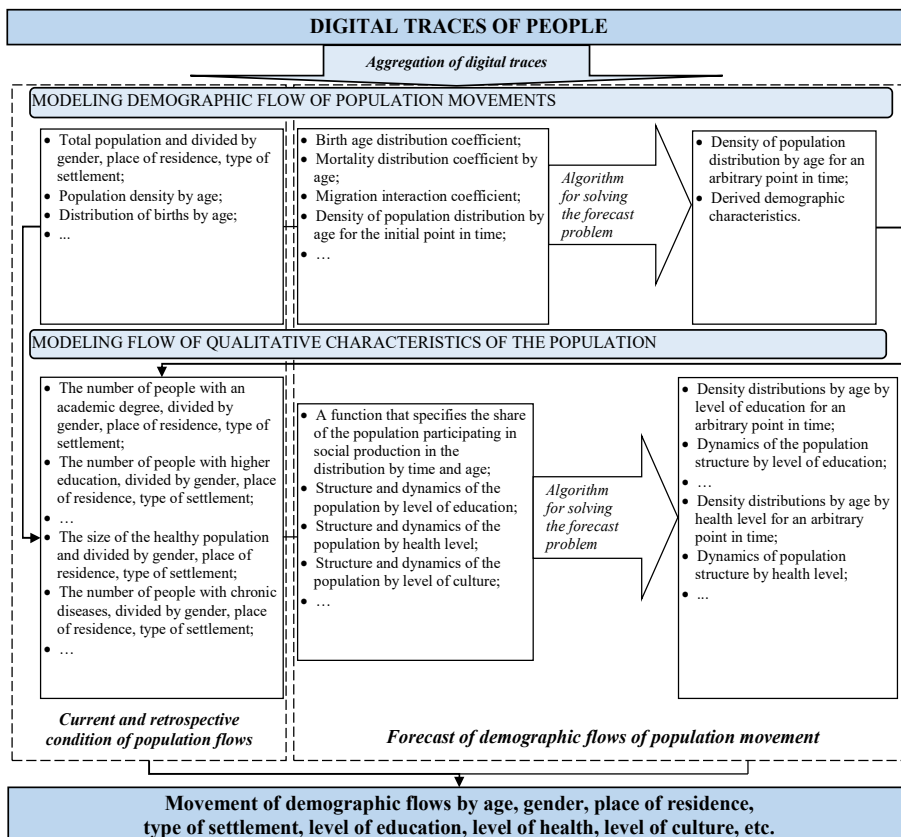 DIGITAL TRACES OF PEOPLE
Aggregation of digital traces
MODELING DEMOGRAPHIC FLOW OF POPULATION MOVEMENTS
• Total population and divided by
gender, place of residence, type of
settlement;
• Population density by age;
• Distribution of births by age;
• ...
• Birth age distribution coefficient;
• Mortality distribution coefficient by
age;
• Migration interaction coefficient;
• Density of population distribution by
age for the initial point in time;
• …
Algorithm
for solving
the forecast
problem
• Density of population
distribution by age for an
arbitrary point in time;
• Derived demographic
characteristics.
MODELING FLOW OF QUALITATIVE CHARACTERISTICS OF THE POPULATION
• The number of people with an
academic degree, divided by
gender, place of residence, type of
settlement;
• The number of people with higher
education, divided by gender, place
of residence, type of settlement;
• …
• The size of the healthy population
and divided by gender, place of
residence, type of settlement;
• The number of people with chronic
diseases, divided by gender, place
of residence, type of settlement;
• …
• A function that specifies the share
of the population participating in
social production in the
distribution by time and age;
• Structure and dynamics of the
population by level of education;
• Structure and dynamics of the
population by health level;
• Structure and dynamics of the
population by level of culture;
• …
Algorithm
for solving
the forecast
problem
• Density distributions by age by
level of education for an
arbitrary point in time;
• Dynamics of the population
structure by level of education;
• …
• Density distributions by age by
health level for an arbitrary
point in time;
• Dynamics of population
structure by health level;
• ...
Current and retrospective
condition of population flows
Forecast of demographic flows of population movement
Movement of demographic flows by age, gender, place of residence,
type of settlement, level of education, level of health, level of culture, etc.